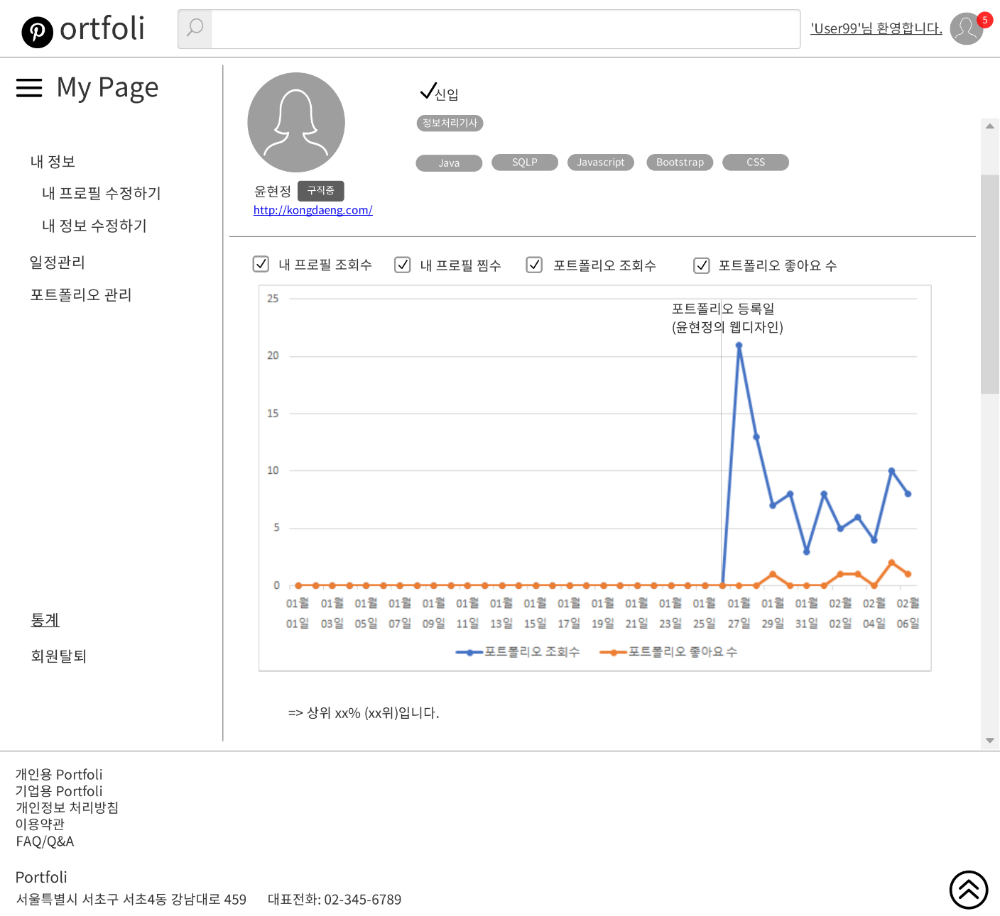 ortfoli
'User99'님 환영합니다.
5
My Page
내 정보
내 프로필 수정하기
내 정보 수정하기
일정관리
포트폴리오 관리
통계
회원탈퇴
신입
정보처리기사
Java SQLP Javascript Bootstrap CSS
윤현정 구직중
http://kongdaeng.com/
내 프로필 조회수 내 프로필 찜수 포트폴리오 조회수 포트폴리오 좋아요 수
포트폴리오 등록일
(윤현정의 웹디자인)
25
20
15
10
5
0
01월 01월 01월 01월 01월 01월 01월 01월 01월 01월 01월 01월 01월 01월 01월 01월 02월 02월 02월
01일 03일 05일 07일 09일 11일 13일 15일 17일 19일 21일 23일 25일 27일 29일 31일 02일 04일 06일
포트폴리오 조회수 포트폴리오 좋아요 수
=> 상위 xx% (xx위)입니다.
개인용 Portfoli
기업용 Portfoli
개인정보 처리방침
이용약관
FAQ/Q&A
Portfoli
서울특별시 서초구 서초4동 강남대로 459 대표전화: 02-345-6789